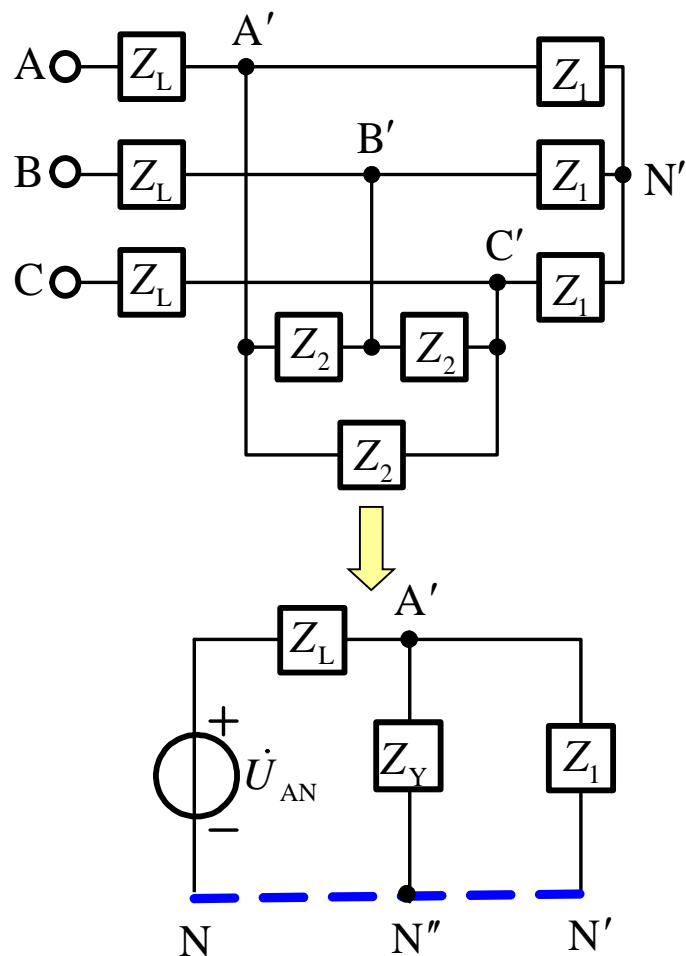 A Z_L A′ Z_1
B Z_L B′ Z_1 N′
C Z_L C′ Z_1
Z_2 Z_2
Z_2
A′
Z_L
+
U̇_AN Z_Y Z_1
−
N N″ N′